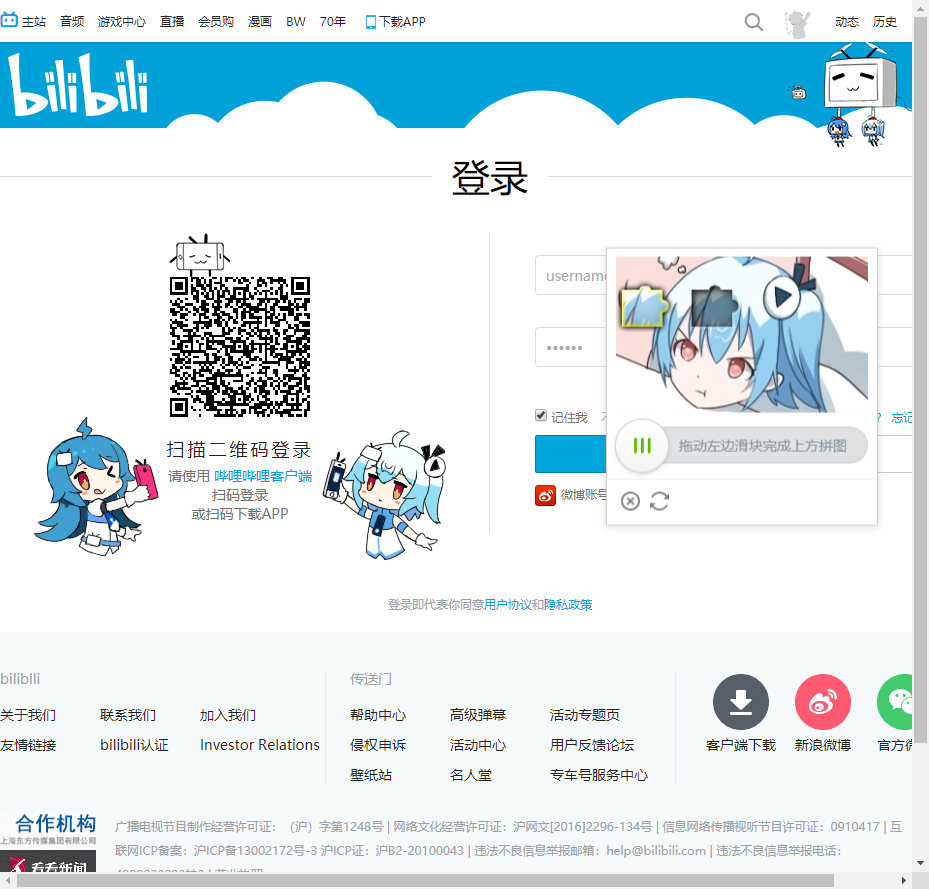 主站 音频 游戏中心 直播 会员购 漫画 BW 70年 下载APP 动态 历史
bilibili
登录
username
••••••
记住我
忘记
拖动左边滑块完成上方拼图
微博账号
扫描二维码登录
请使用 哔哩哔哩客户端
扫码登录
或扫码下载APP
登录即代表你同意用户协议和隐私政策
bilibili
关于我们 联系我们 加入我们
友情链接 bilibili认证 Investor Relations
传送门
帮助中心 高级弹幕 活动专题页
侵权申诉 活动中心 用户反馈论坛
壁纸站 名人堂 专车号服务中心
客户端下载 新浪微博 官方微
合作机构
上海东方传媒集团有限公司
看看新闻
广播电视节目制作经营许可证：（沪）字第1248号 | 网络文化经营许可证：沪网文[2016]2296-134号 | 信息网络传播视听节目许可证：0910417 | 互
联网ICP备案：沪ICP备13002172号-3 沪ICP证：沪B2-20100043 | 违法不良信息举报邮箱：help@bilibili.com | 违法不良信息举报电话：